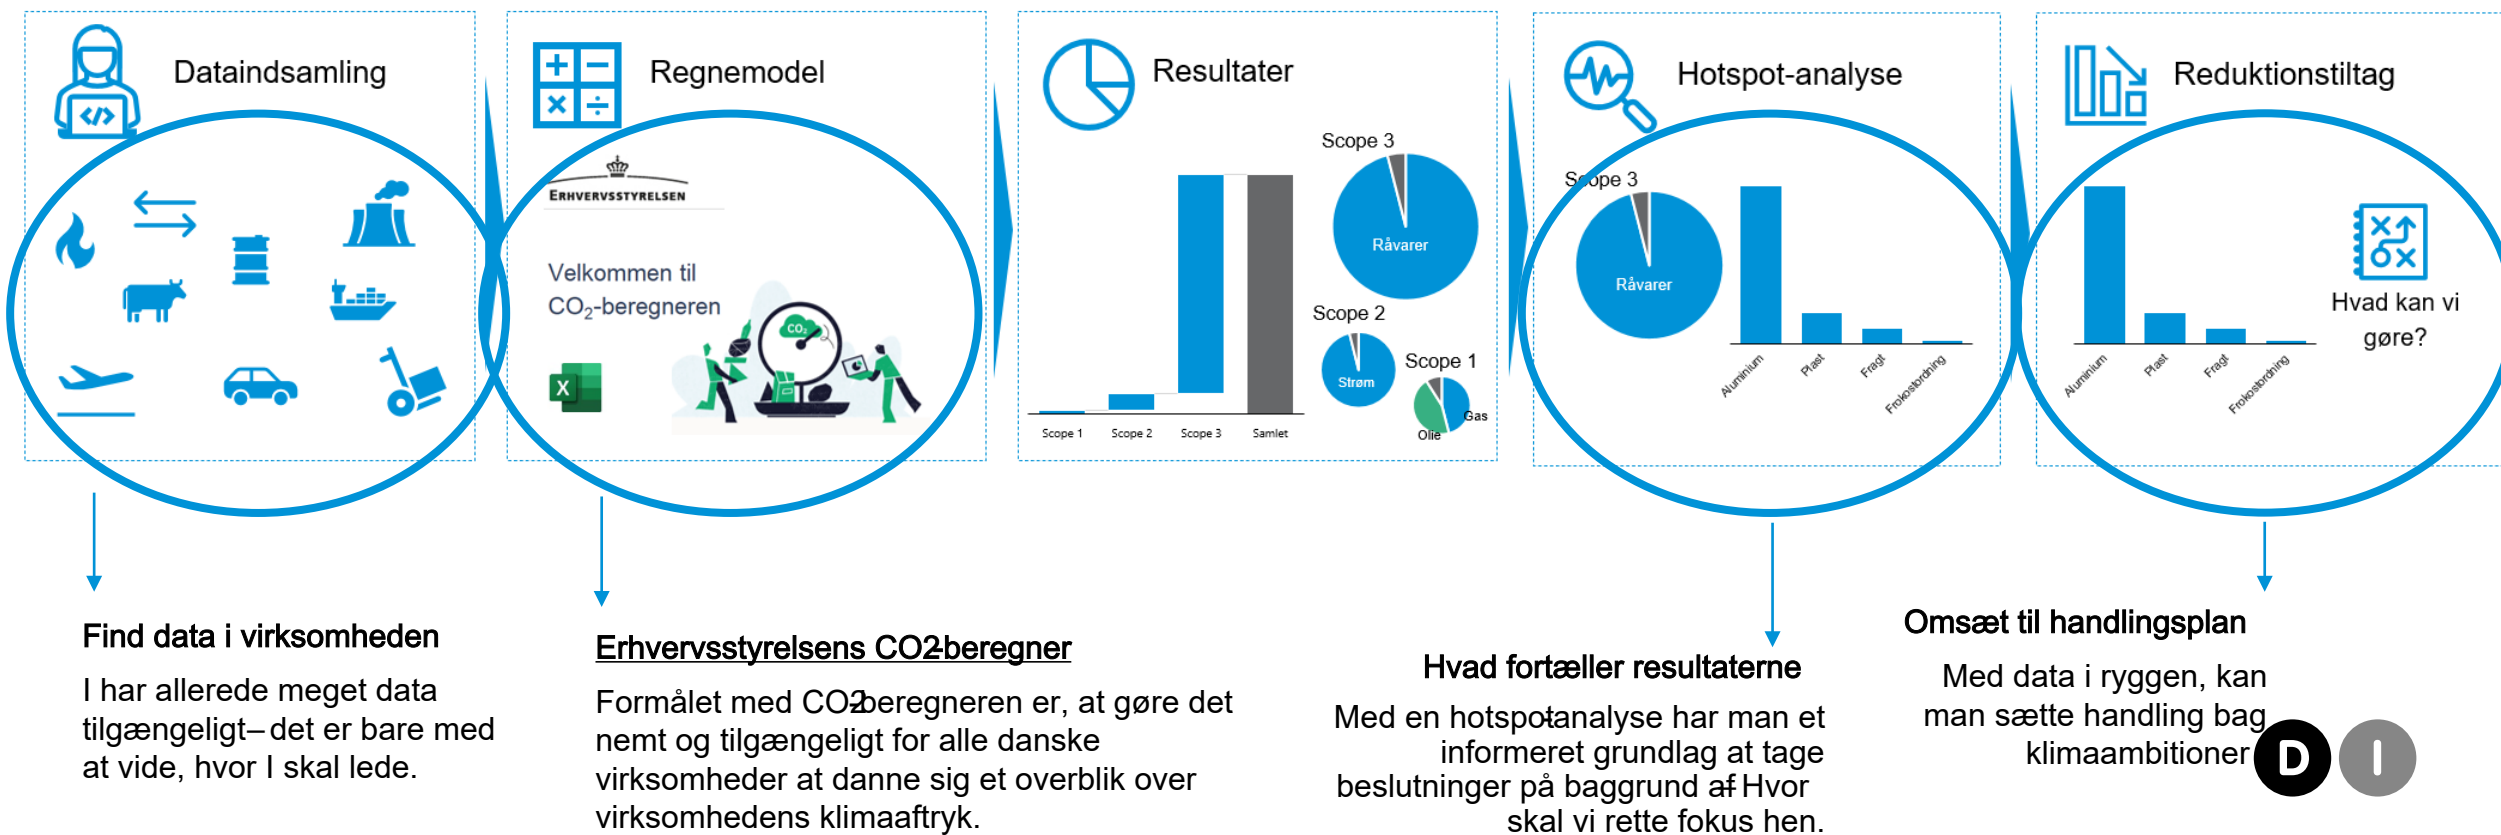 Dataindsamling
Regnemodel
ERHVERVSSTYRELSEN
Velkommen til
CO₂-beregneren
CO₂
X
Resultater
Scope 3
Råvarer
Scope 2
Strøm
Scope 1
Gas
Olie
Scope 1
Scope 2
Scope 3
Samlet
Hotspot-analyse
Scope 3
Råvarer
Aluminium
Plast
Fragt
Frokostordning
Reduktionstiltag
Aluminium
Plast
Fragt
Frokostordning
Hvad kan vi
gøre?
Find data i virksomheden
I har allerede meget data
tilgængeligt – det er bare med
at vide, hvor I skal lede.
Erhvervsstyrelsens CO2-beregner
Formålet med CO2-beregneren er, at gøre det
nemt og tilgængeligt for alle danske
virksomheder at danne sig et overblik over
virksomhedens klimaaftryk.
Hvad fortæller resultaterne
Med en hotspot-analyse har man et
informeret grundlag at tage
beslutninger på baggrund af – Hvor
skal vi rette fokus hen.
Omsæt til handlingsplan
Med data i ryggen, kan
man sætte handling bag
klimaambitioner
D I